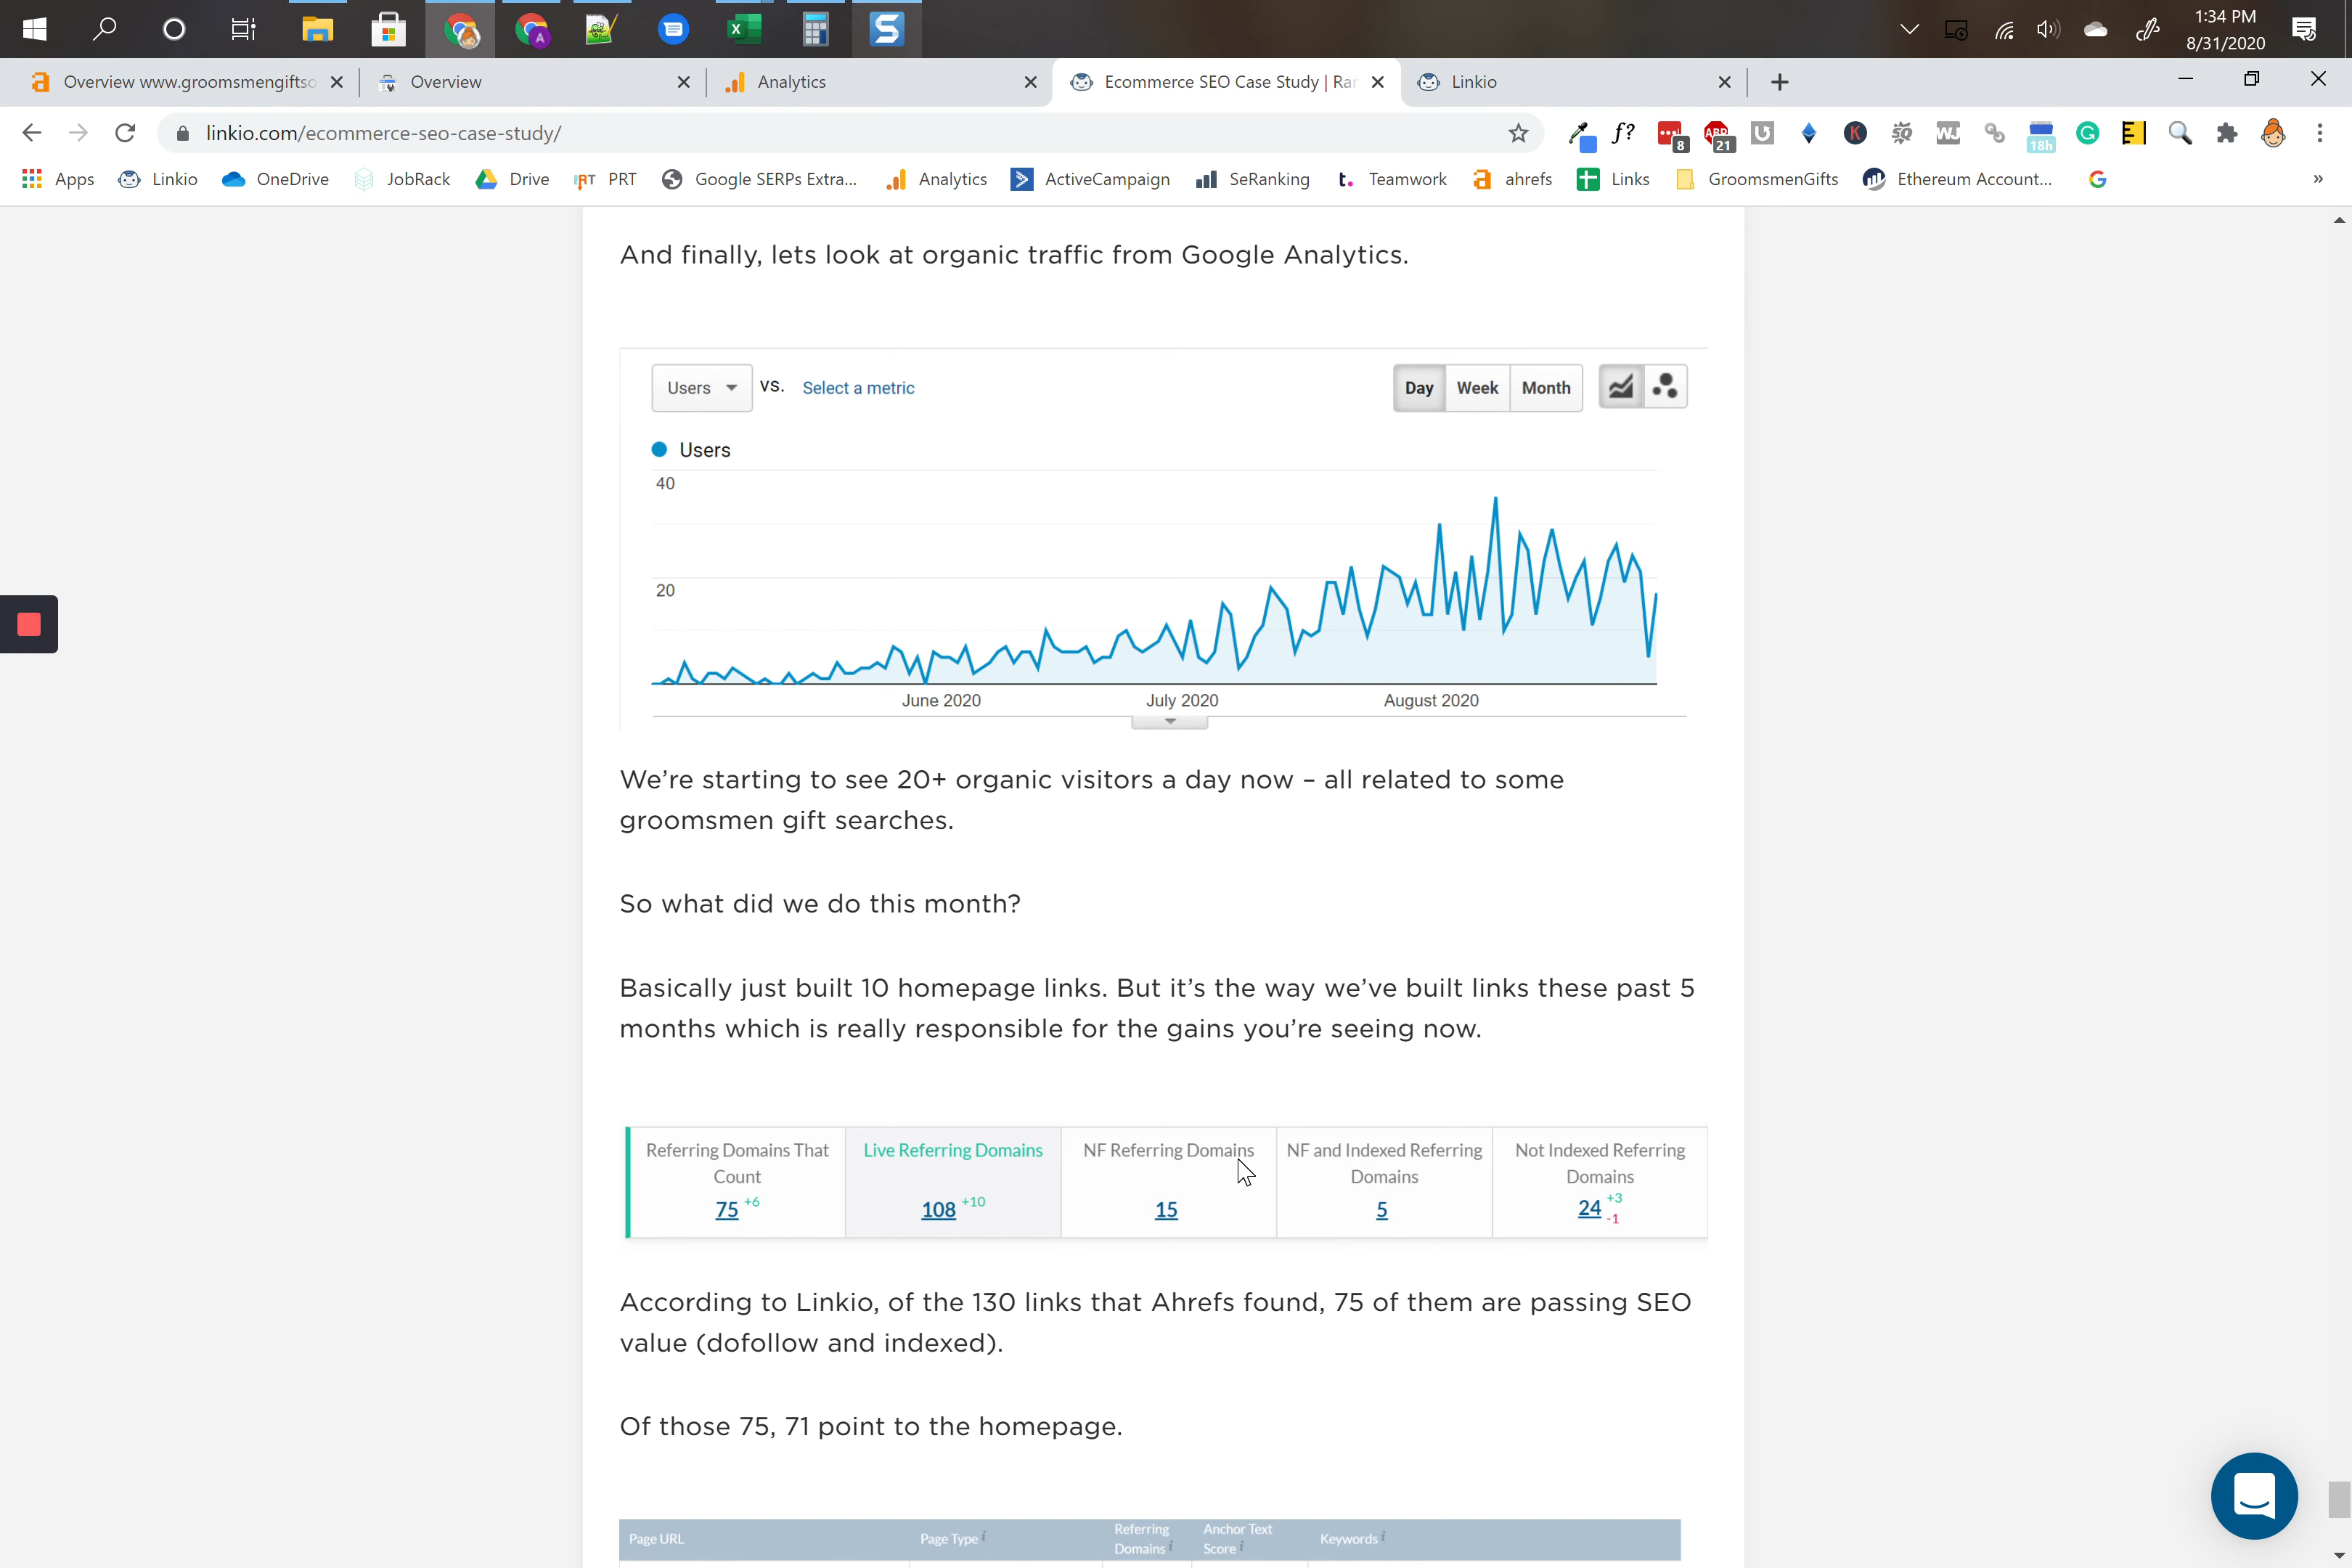 1:34 PM
8/31/2020
Overview www.groomsmengiftso
Overview
Analytics
Ecommerce SEO Case Study | Ran
Linkio
linkio.com/ecommerce-seo-case-study/
f?
8
ABP
21
K
SQ
WJ
18h
G
Apps
Linkio
OneDrive
JobRack
Drive
PRT
Google SERPs Extra...
Analytics
ActiveCampaign
SeRanking
t. Teamwork
ahrefs
Links
GroomsmenGifts
Ethereum Account...
»
And finally, lets look at organic traffic from Google Analytics.
Users vs. Select a metric
Day Week Month
Users
40
20
June 2020 July 2020 August 2020
We’re starting to see 20+ organic visitors a day now – all related to some
groomsmen gift searches.
So what did we do this month?
Basically just built 10 homepage links. But it’s the way we’ve built links these past 5
months which is really responsible for the gains you’re seeing now.
Referring Domains That
Count
75 +6
Live Referring Domains
108 +10
NF Referring Domains
15
NF and Indexed Referring
Domains
5
Not Indexed Referring
Domains
24 +3
-1
According to Linkio, of the 130 links that Ahrefs found, 75 of them are passing SEO
value (dofollow and indexed).
Of those 75, 71 point to the homepage.
Page URL
Page Type i
Referring
Domains i
Anchor Text
Score i
Keywords i